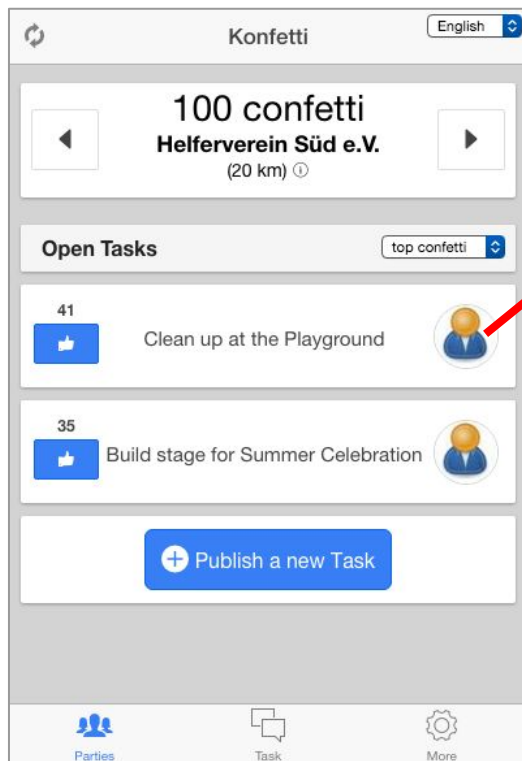 Konfetti
English
100 confetti
Helferverein Süd e.V.
(20 km) ⓘ
Open Tasks
top confetti
41
Clean up at the Playground
35
Build stage for Summer Celebration
Publish a new Task
Parties
Task
More